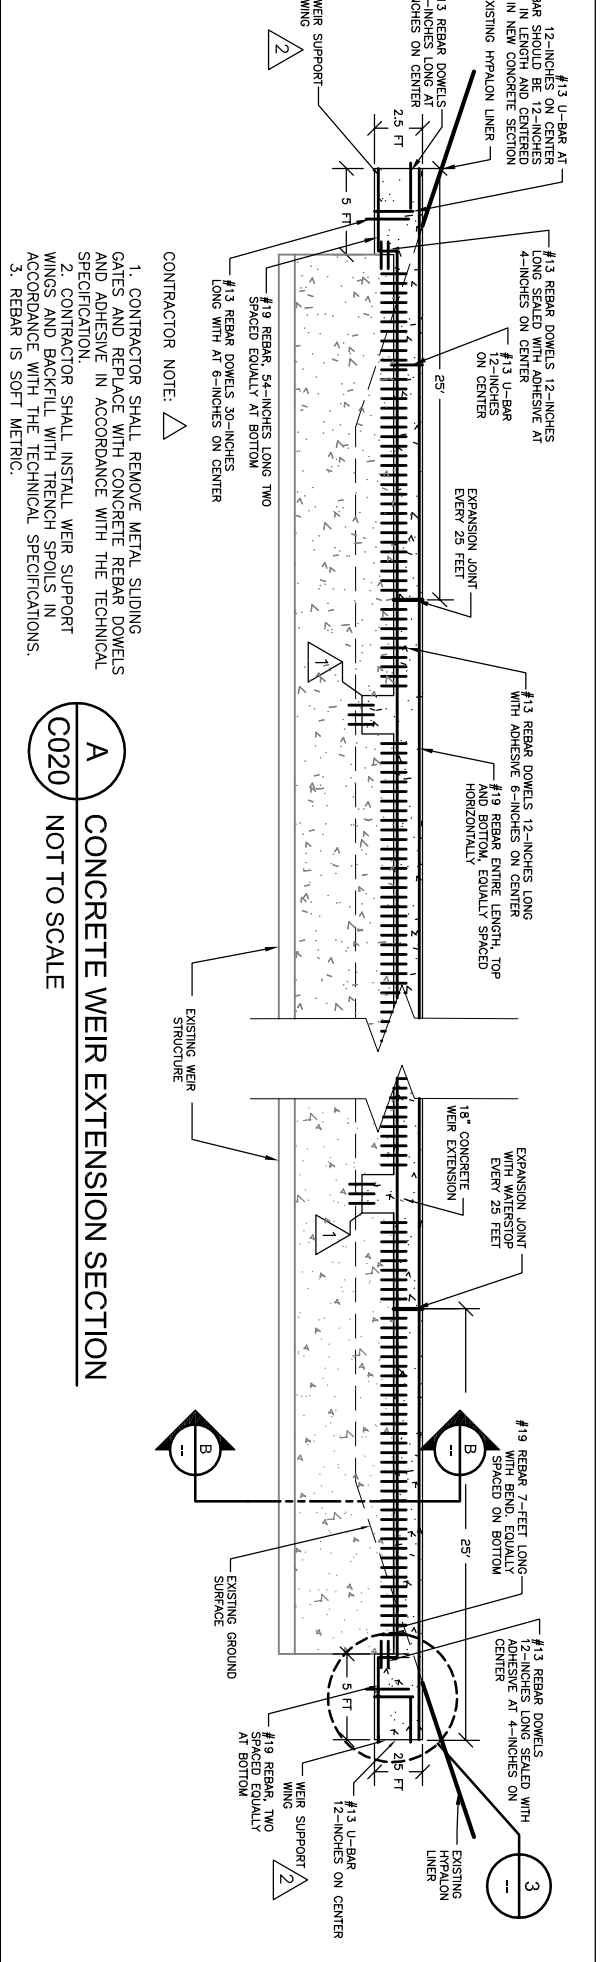 #13 U-BAR AT
12-INCHES ON CENTER
BAR SHOULD BE 12-INCHES
IN LENGTH AND CENTERED
IN NEW CONCRETE SECTION
EXISTING HYPALON LINER
#13 REBAR DOWELS
-INCHES LONG AT
INCHES ON CENTER
WEIR SUPPORT
WING
2
2.5 FT
5 FT
#13 REBAR DOWELS 12-INCHES
LONG SEALED WITH ADHESIVE AT
4-INCHES ON CENTER
#13 U-BAR
12-INCHES
ON CENTER
25'
EXPANSION JOINT
EVERY 25 FEET
#13 REBAR DOWELS 12-INCHES LONG
WITH ADHESIVE 6-INCHES ON CENTER
#19 REBAR ENTIRE LENGTH, TOP
AND BOTTOM, EQUALLY SPACED
HORIZONTALLY
1
#19 REBAR, 54-INCHES LONG TWO
SPACED EQUALLY AT BOTTOM
#13 REBAR DOWELS 30-INCHES
LONG WITH AT 6-INCHES ON CENTER
EXISTING WEIR
STRUCTURE
EXPANSION JOINT
WITH WATERSTOP
EVERY 25 FEET
18" CONCRETE
WEIR EXTENSION
1
B
--
B
--
#19 REBAR 7-FEET LONG
WITH BEND, EQUALLY
SPACED ON BOTTOM
25'
#13 REBAR DOWELS
12-INCHES LONG SEALED WITH
ADHESIVE AT 4-INCHES ON
CENTER
EXISTING GROUND
SURFACE
5 FT
2.5 FT
EXISTING
HYPALON
LINER
3
--
#13 U-BAR
12-INCHES ON CENTER
WEIR SUPPORT
WING
2
#19 REBAR, TWO
SPACED EQUALLY
AT BOTTOM
CONTRACTOR NOTE:
1. CONTRACTOR SHALL REMOVE METAL SLIDING
GATES AND REPLACE WITH CONCRETE REBAR DOWELS
AND ADHESIVE IN ACCORDANCE WITH THE TECHNICAL
SPECIFICATION.
2. CONTRACTOR SHALL INSTALL WEIR SUPPORT
WINGS AND BACKFILL WITH TRENCH SPOILS IN
ACCORDANCE WITH THE TECHNICAL SPECIFICATIONS.
3. REBAR IS SOFT METRIC.
A
C020
CONCRETE WEIR EXTENSION SECTION
NOT TO SCALE